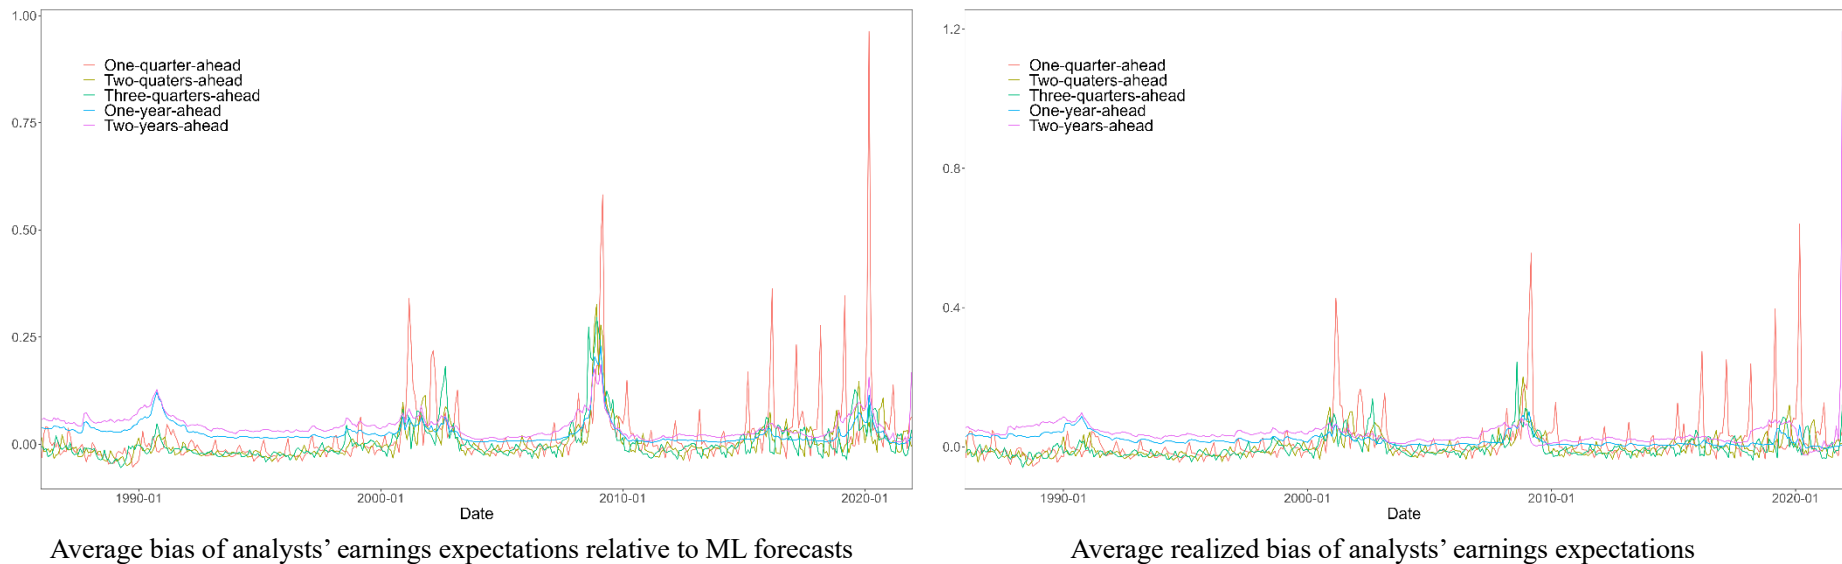 1.00
0.75
0.50
0.25
0.00
One-quarter-ahead
Two-quaters-ahead
Three-quarters-ahead
One-year-ahead
Two-years-ahead
1990-01
2000-01
2010-01
2020-01
Date
Average bias of analysts’ earnings expectations relative to ML forecasts
1.2
0.8
0.4
0.0
One-quarter-ahead
Two-quaters-ahead
Three-quarters-ahead
One-year-ahead
Two-years-ahead
1990-01
2000-01
2010-01
2020-01
Date
Average realized bias of analysts’ earnings expectations